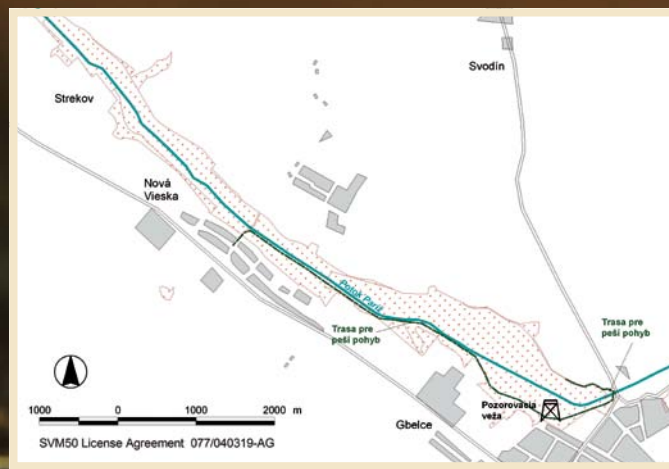 Svodín
Strekov
Nová
Vieska
Potok Paríž
Trasa pre
peší pohyb
Trasa pre
peší pohyb
Pozorovacia
veža
Gbelce
1000 0 1000 2000 m
SVM50 License Agreement 077/040319-AG